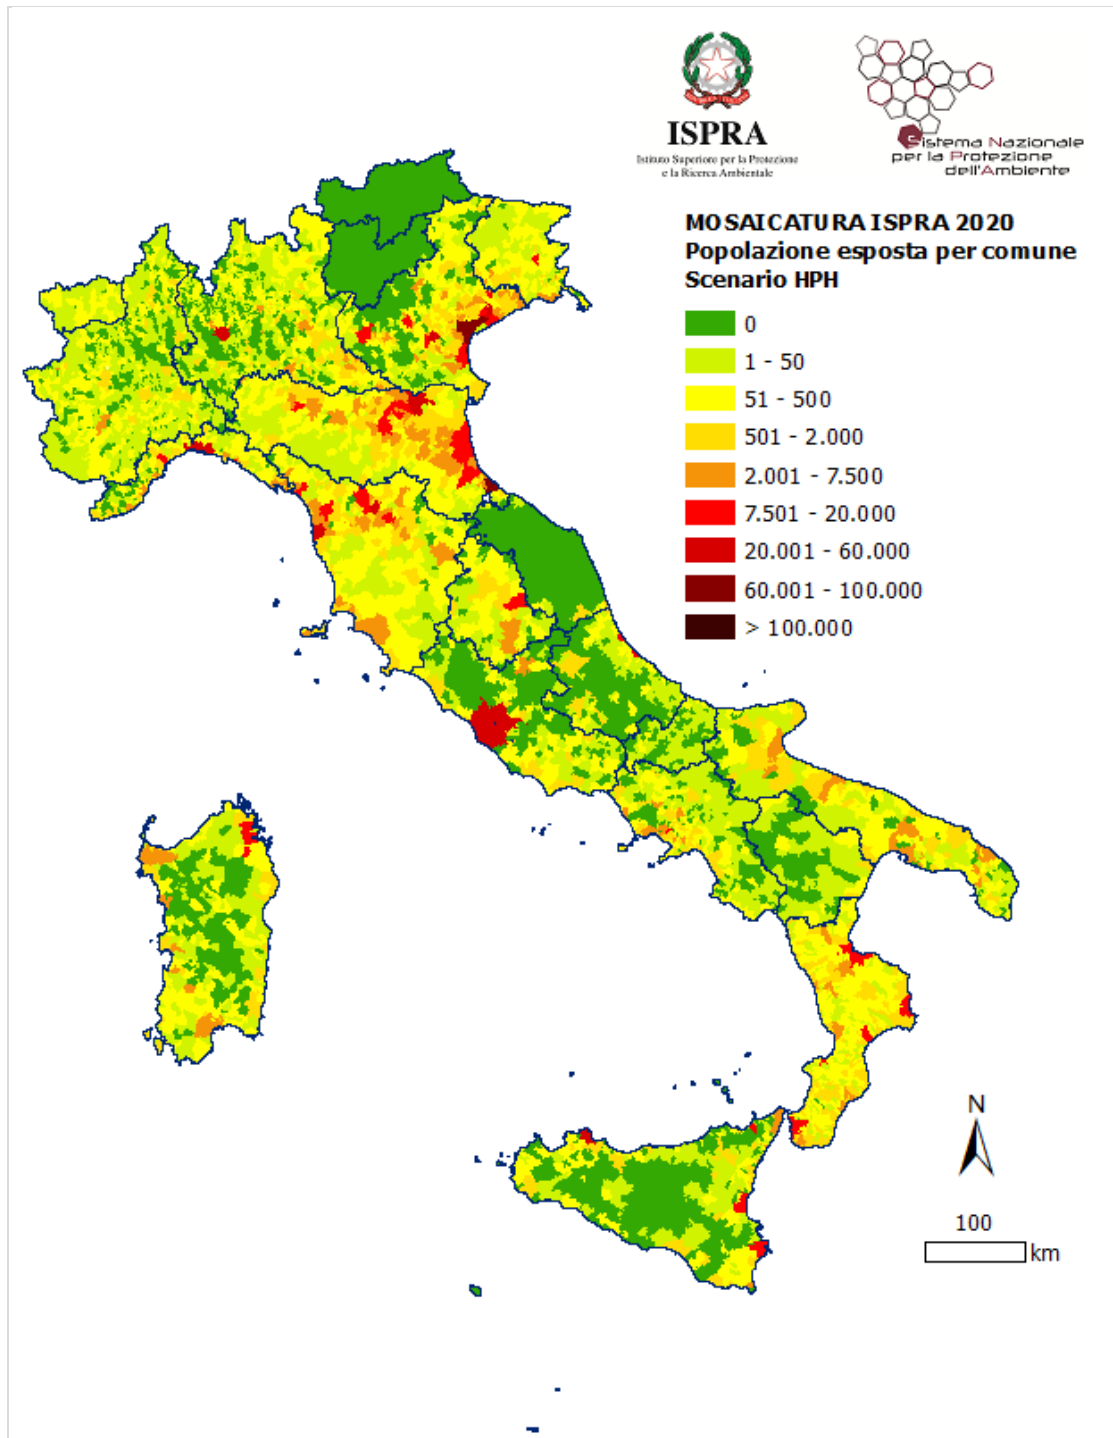 ISPRA
Istituto Superiore per la Protezione
e la Ricerca Ambientale
Sistema Nazionale
per la Protezione
dell'Ambiente
MOSAICATURA ISPRA 2020
Popolazione esposta per comune
Scenario HPH
0
1 - 50
51 - 500
501 - 2.000
2.001 - 7.500
7.501 - 20.000
20.001 - 60.000
60.001 - 100.000
> 100.000
N
100
km